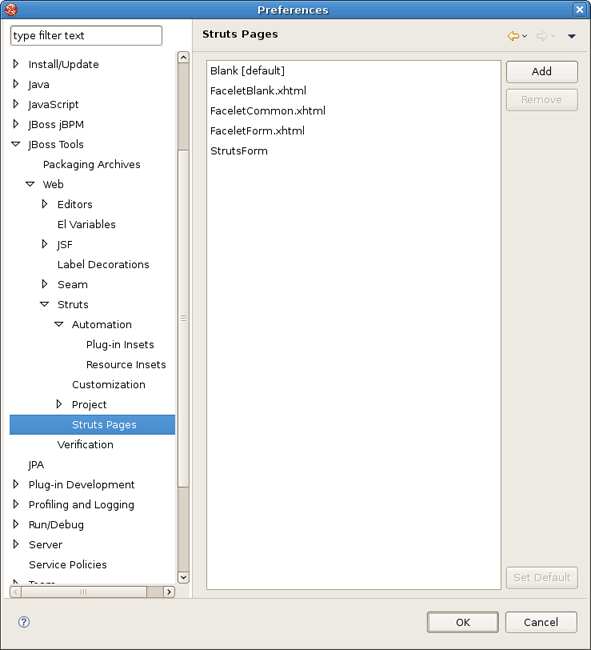 Preferences
type filter text
Install/Update
Java
JavaScript
JBoss jBPM
JBoss Tools
Packaging Archives
Web
Editors
El Variables
JSF
Label Decorations
Seam
Struts
Automation
Plug-in Insets
Resource Insets
Customization
Project
Struts Pages
Verification
JPA
Plug-in Development
Profiling and Logging
Run/Debug
Server
Service Policies
Struts Pages
Blank [default]
FaceletBlank.xhtml
FaceletCommon.xhtml
FaceletForm.xhtml
StrutsForm
Add
Remove
Set Default
OK
Cancel